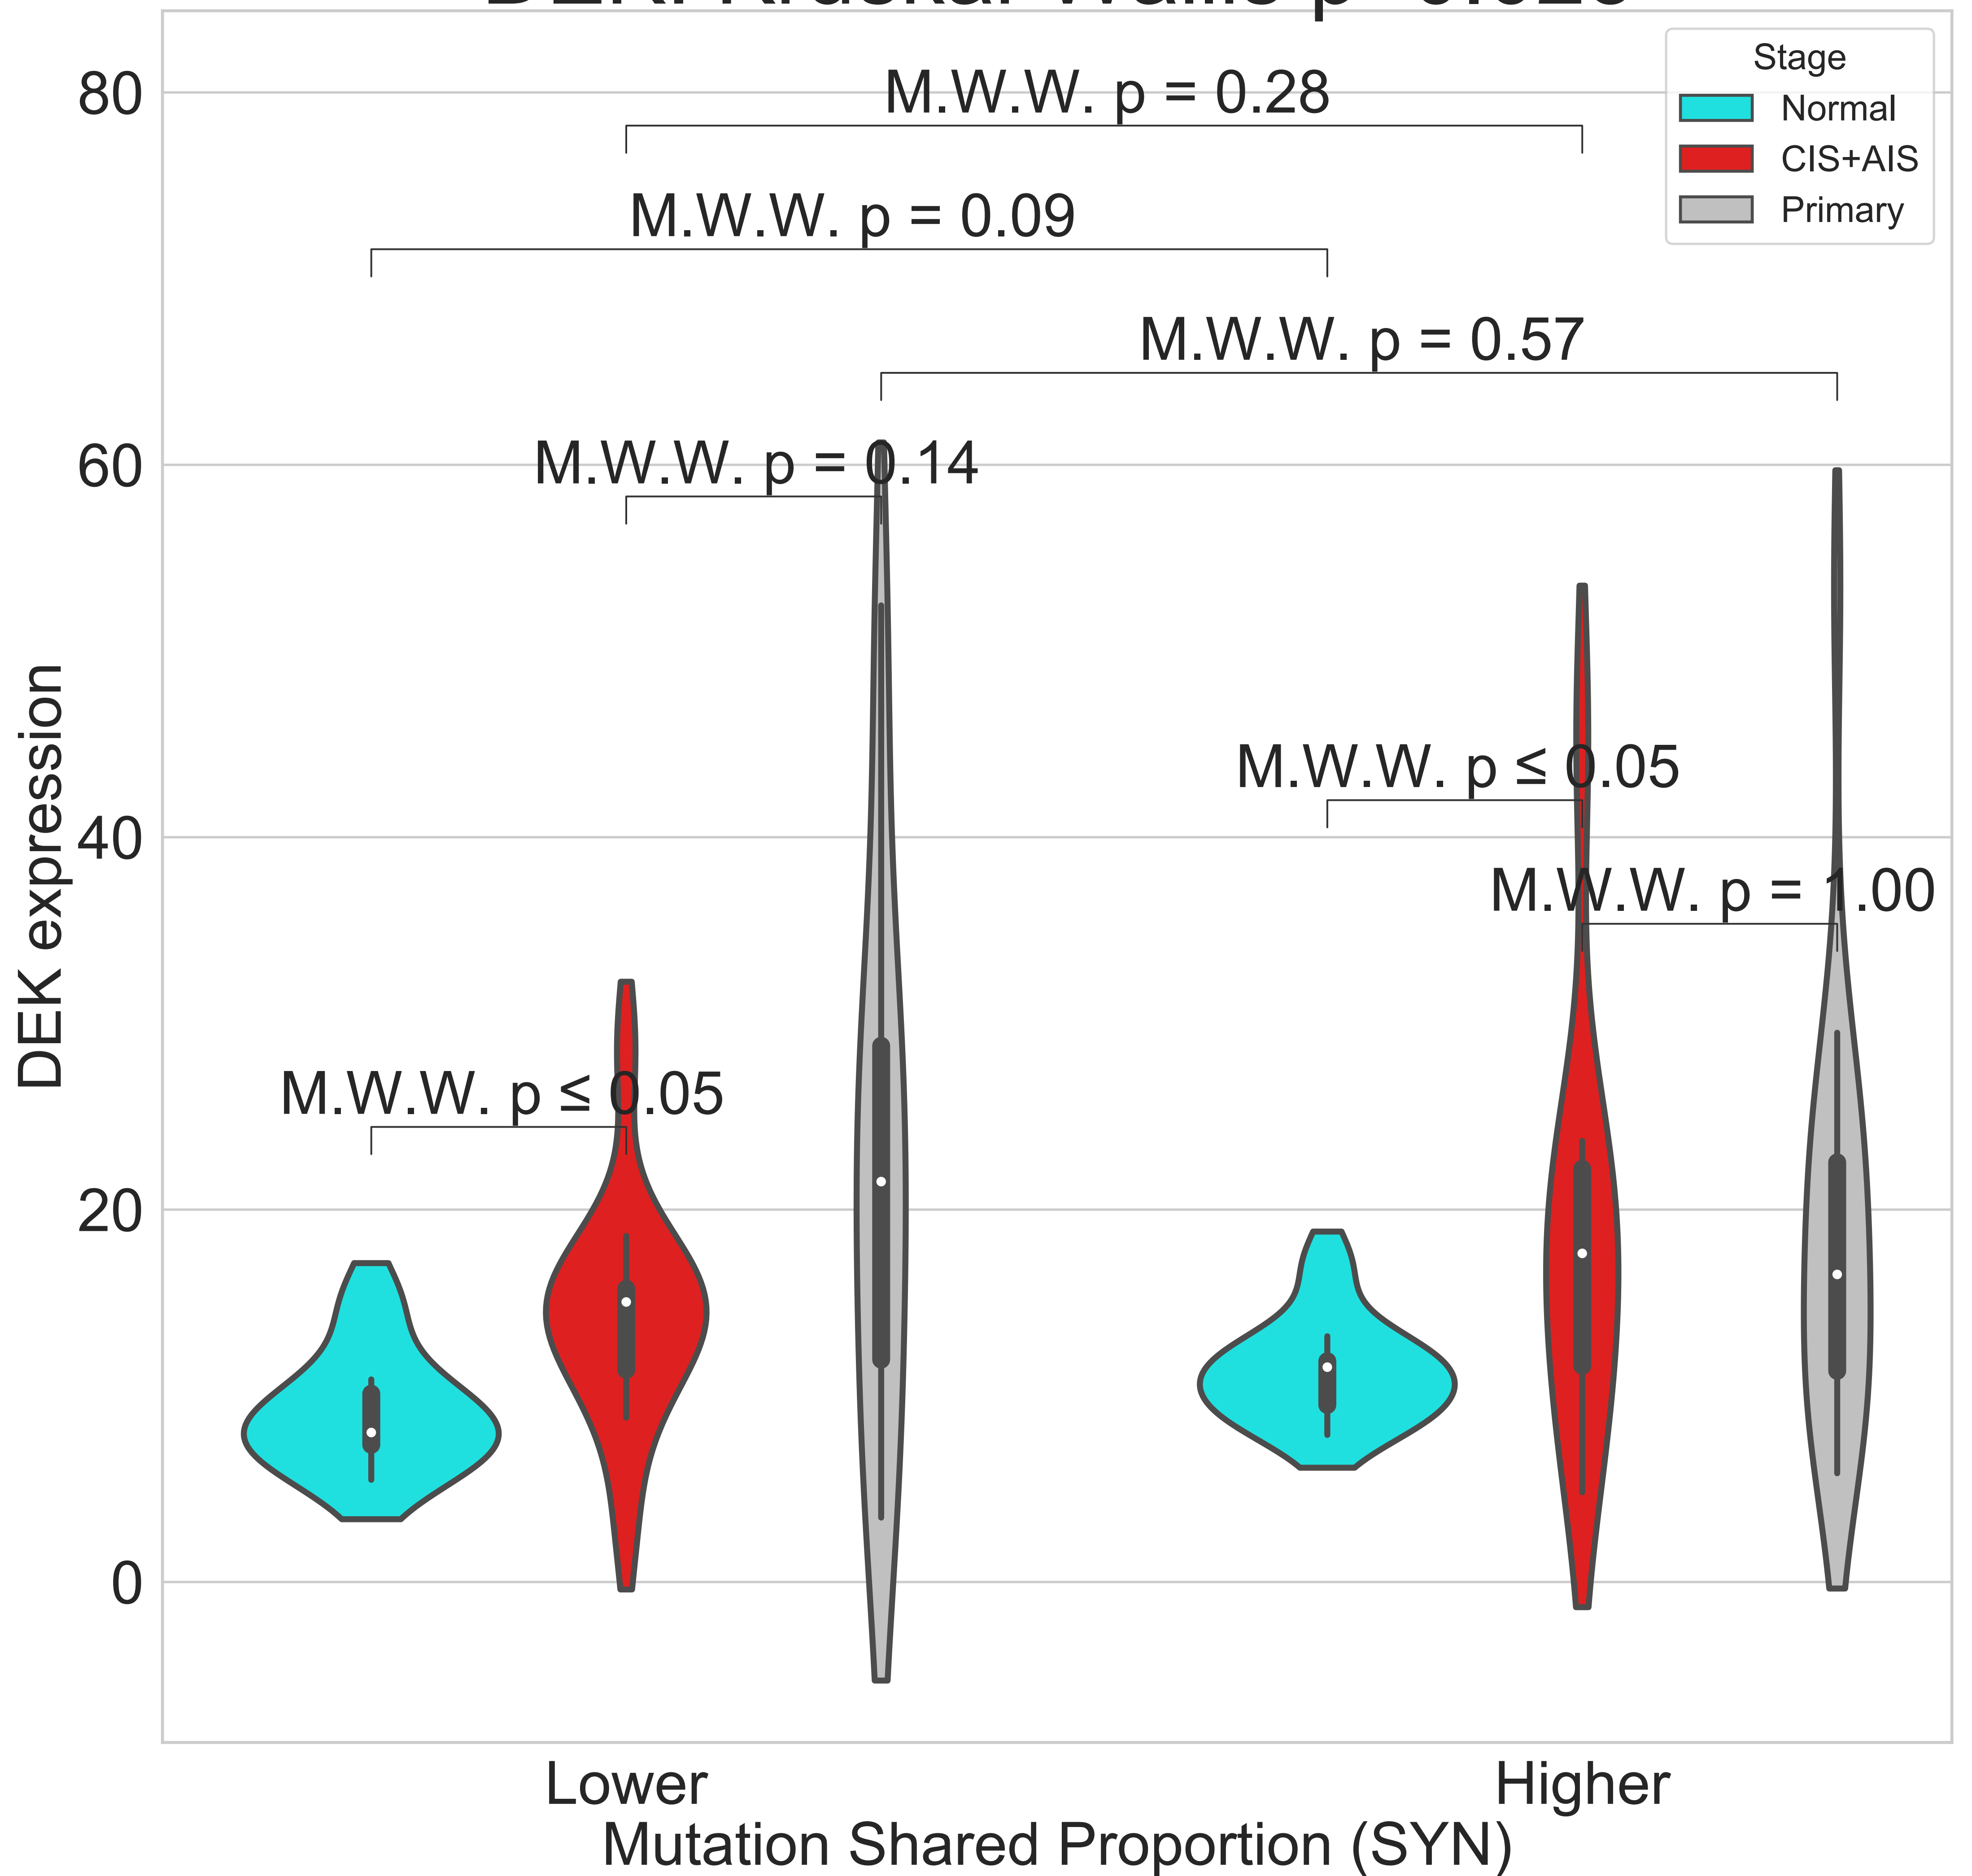 Stage
Normal
CIS+AIS
Primary
80
60
40
20
0
DEK expression
M.W.W. p = 0.28
M.W.W. p = 0.09
M.W.W. p = 0.57
M.W.W. p = 0.14
M.W.W. p ≤ 0.05
M.W.W. p = 1.00
M.W.W. p ≤ 0.05
Lower
Higher
Mutation Shared Proportion (SYN)